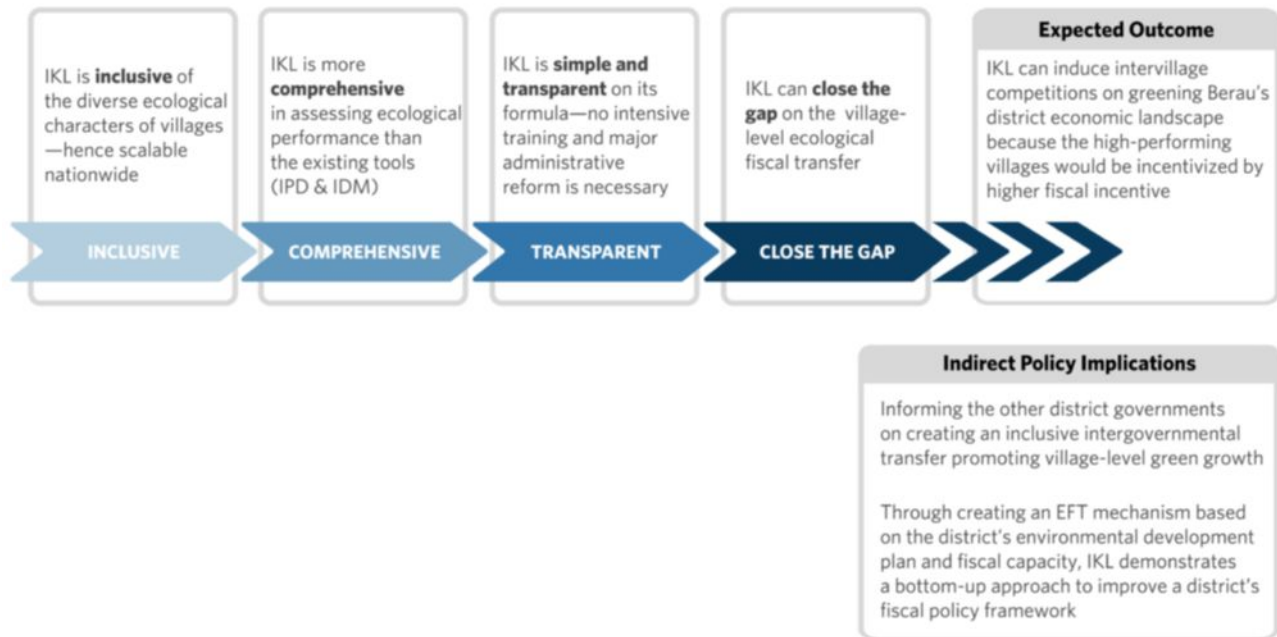 IKL is inclusive of
the diverse ecological
characters of villages
—hence scalable
nationwide
INCLUSIVE
IKL is more
comprehensive
in assessing ecological
performance than
the existing tools
(IPD & IDM)
COMPREHENSIVE
IKL is simple and
transparent on its
formula—no intensive
training and major
administrative
reform is necessary
TRANSPARENT
IKL can close the
gap on the village-
level ecological
fiscal transfer
CLOSE THE GAP
Expected Outcome
IKL can induce intervillage
competitions on greening Berau’s
district economic landscape
because the high-performing
villages would be incentivized by
higher fiscal incentive
Indirect Policy Implications
Informing the other district governments
on creating an inclusive intergovernmental
transfer promoting village-level green growth
Through creating an EFT mechanism based
on the district’s environmental development
plan and fiscal capacity, IKL demonstrates
a bottom-up approach to improve a district’s
fiscal policy framework